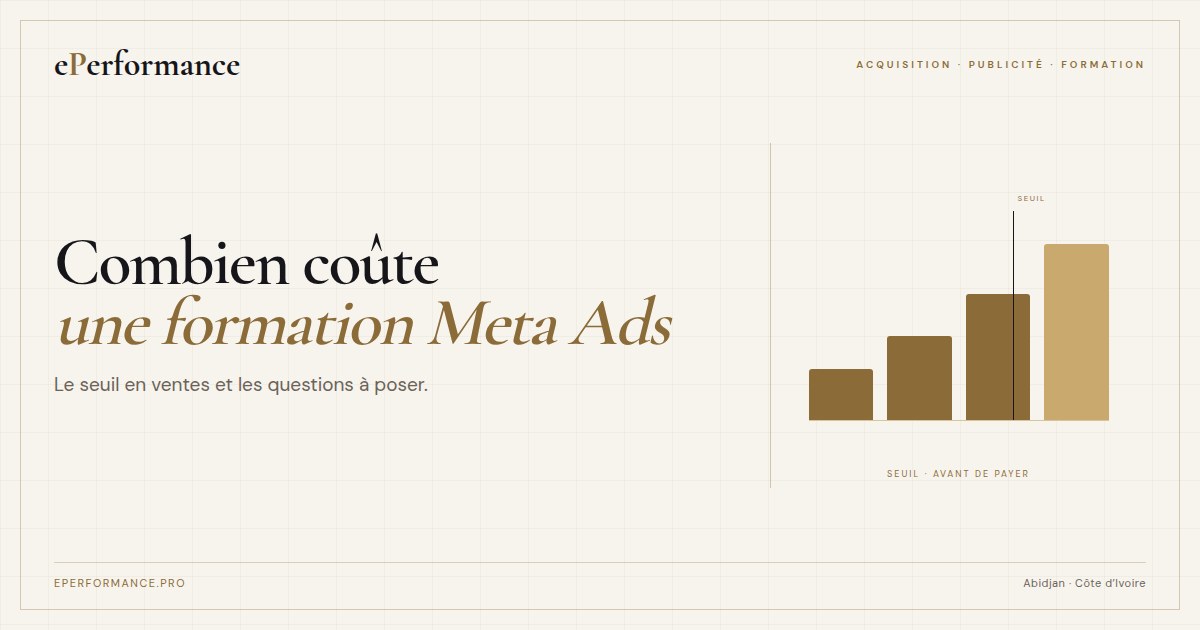 ePerformance
ACQUISITION · PUBLICITÉ · FORMATION
Combien coûte
une formation Meta Ads
Le seuil en ventes et les questions à poser.
SEUIL
SEUIL · AVANT DE PAYER
EPERFORMANCE.PRO
Abidjan · Côte d'Ivoire